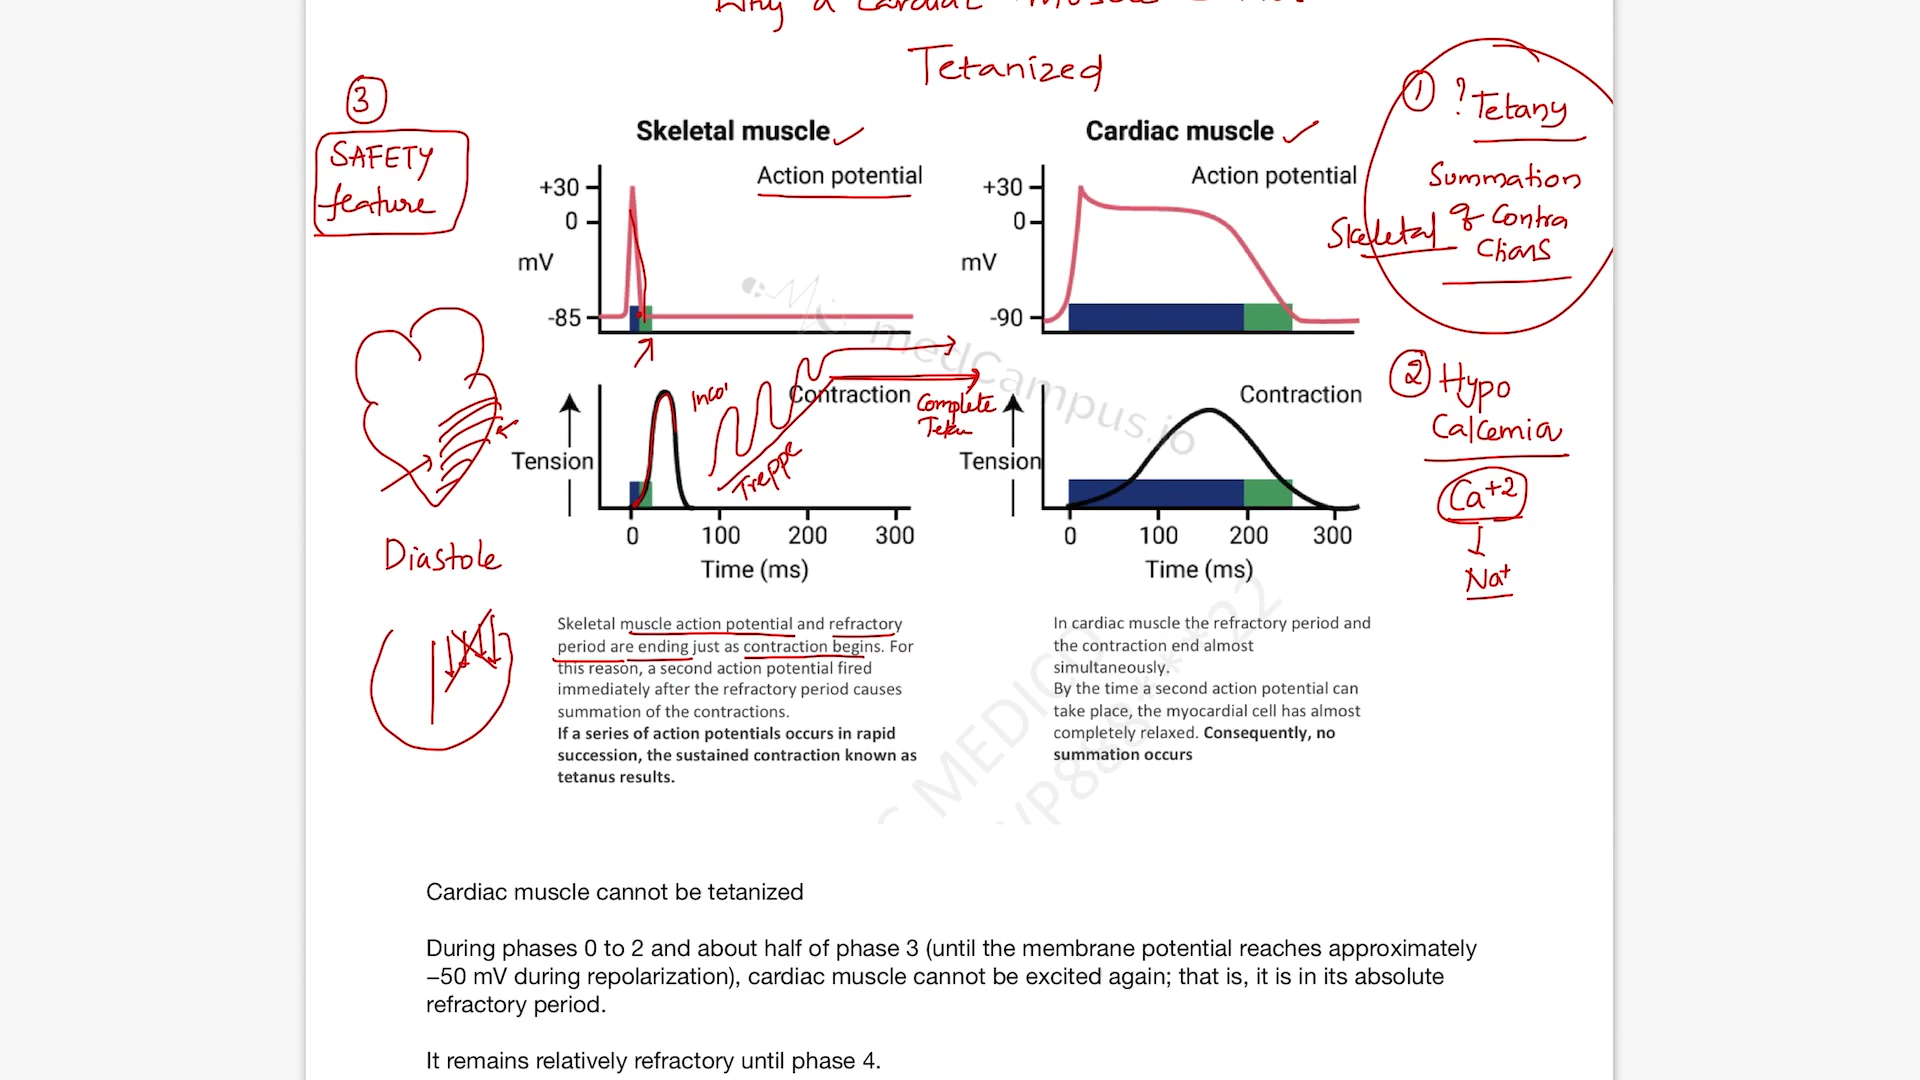 Why a Cardiac Muscle
Tetanized
3
SAFETY
feature
Skeletal muscle
Action potential
+30
0
mV
-85
Cardiac muscle
Action potential
+30
0
mV
-90
1 ? Tetany
Summation
of Contra
ctions
Skeletal
Inco'
Treppe
Contraction
Complete
Tension
0 100 200 300
Time (ms)
Contraction
Tension
0 100 200 300
Time (ms)
2 Hypo
Calcemia
Ca+2
Na+
Diastole
medCampus.io
Skeletal muscle action potential and refractory
period are ending just as contraction begins. For
this reason, a second action potential fired
immediately after the refractory period causes
summation of the contractions.
If a series of action potentials occurs in rapid
succession, the sustained contraction known as
tetanus results.
In cardiac muscle the refractory period and
the contraction end almost
simultaneously.
By the time a second action potential can
take place, the myocardial cell has almost
completely relaxed. Consequently, no
summation occurs
MEDICO
Cardiac muscle cannot be tetanized
During phases 0 to 2 and about half of phase 3 (until the membrane potential reaches approximately
−50 mV during repolarization), cardiac muscle cannot be excited again; that is, it is in its absolute
refractory period.
It remains relatively refractory until phase 4.